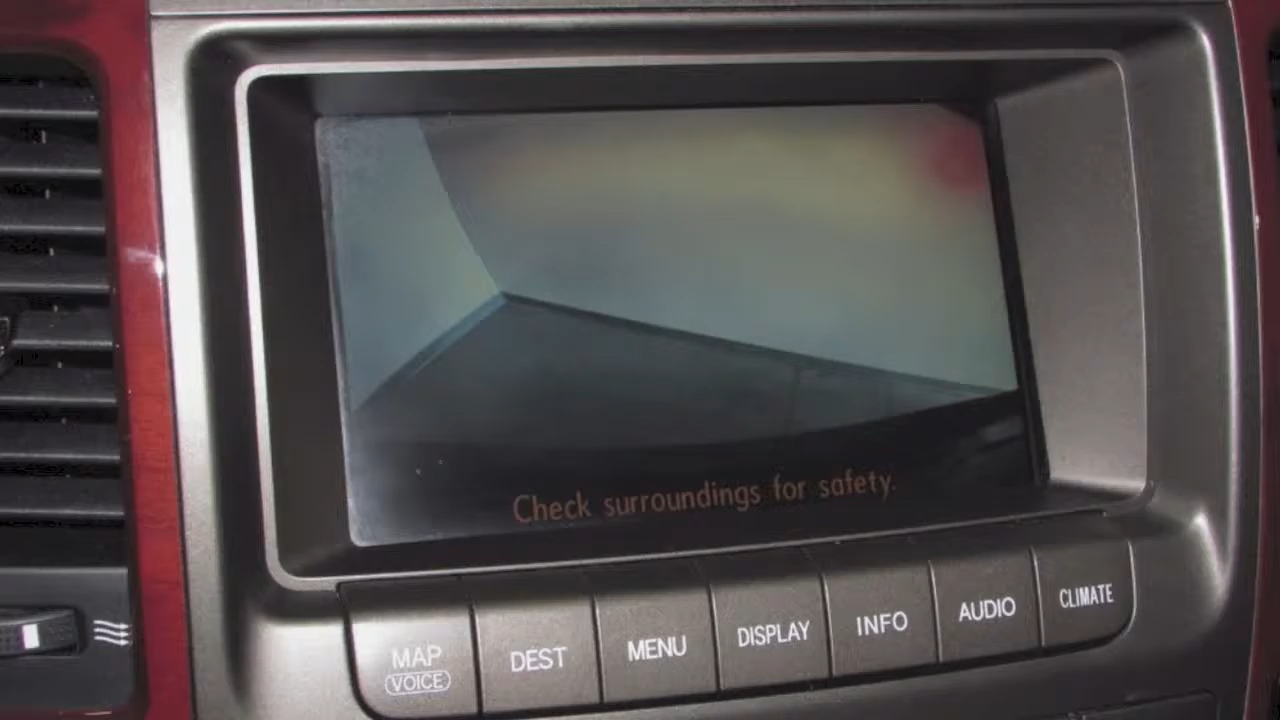 Check surroundings for safety.
MAP DEST MENU DISPLAY INFO AUDIO CLIMATE
VOICE